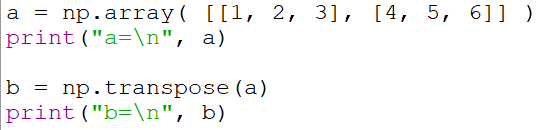 a = np.array( [[1, 2, 3], [4, 5, 6]] )
print("a=\n", a)
b = np.transpose(a)
print("b=\n", b)